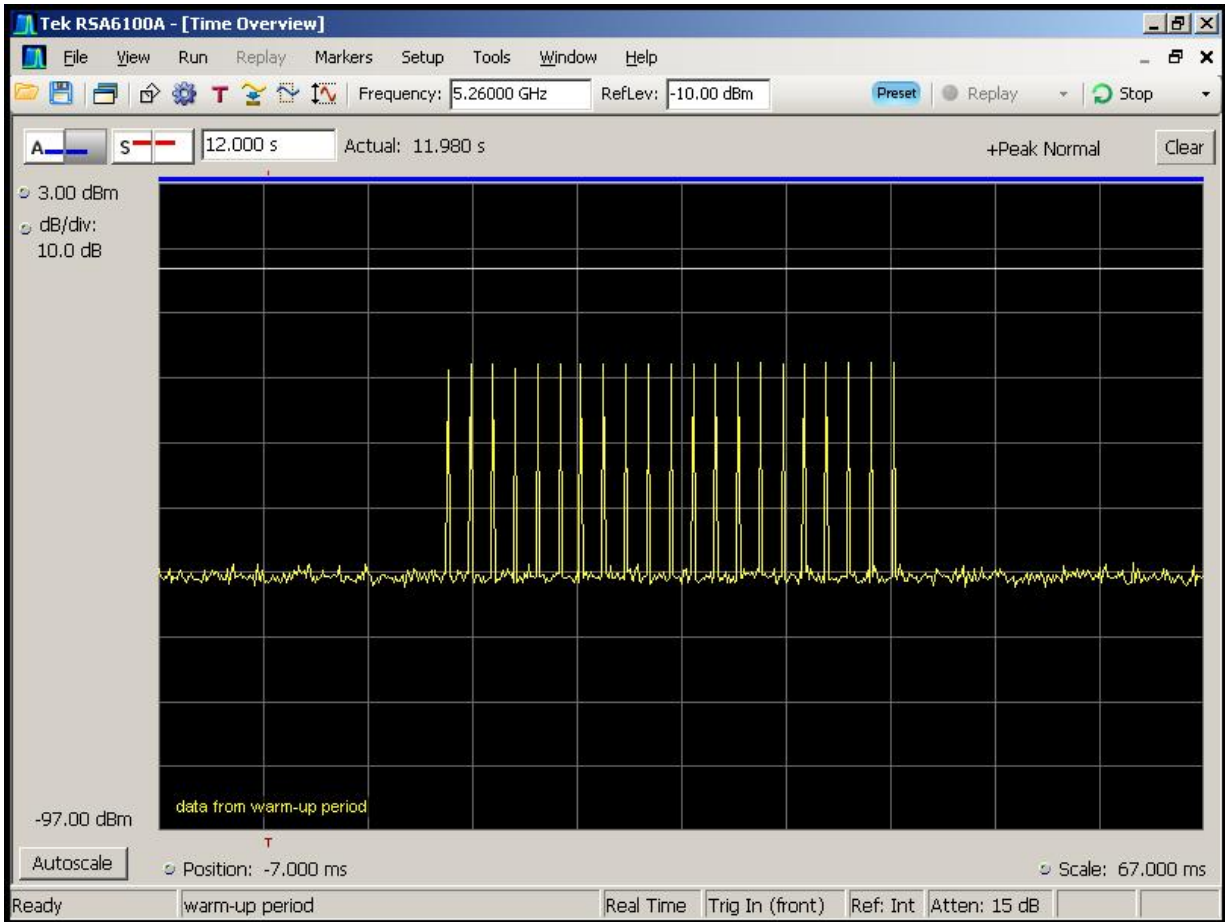 Tek RSA6100A - [Time Overview]
File View Run Replay Markers Setup Tools Window Help
T Frequency: 5.26000 GHz RefLev: -10.00 dBm Preset Replay Stop
A S 12.000 s Actual: 11.980 s +Peak Normal Clear
3.00 dBm
dB/div:
10.0 dB
data from warm-up period
-97.00 dBm
T
Autoscale Position: -7.000 ms Scale: 67.000 ms
Ready warm-up period Real Time Trig In (front) Ref: Int Atten: 15 dB